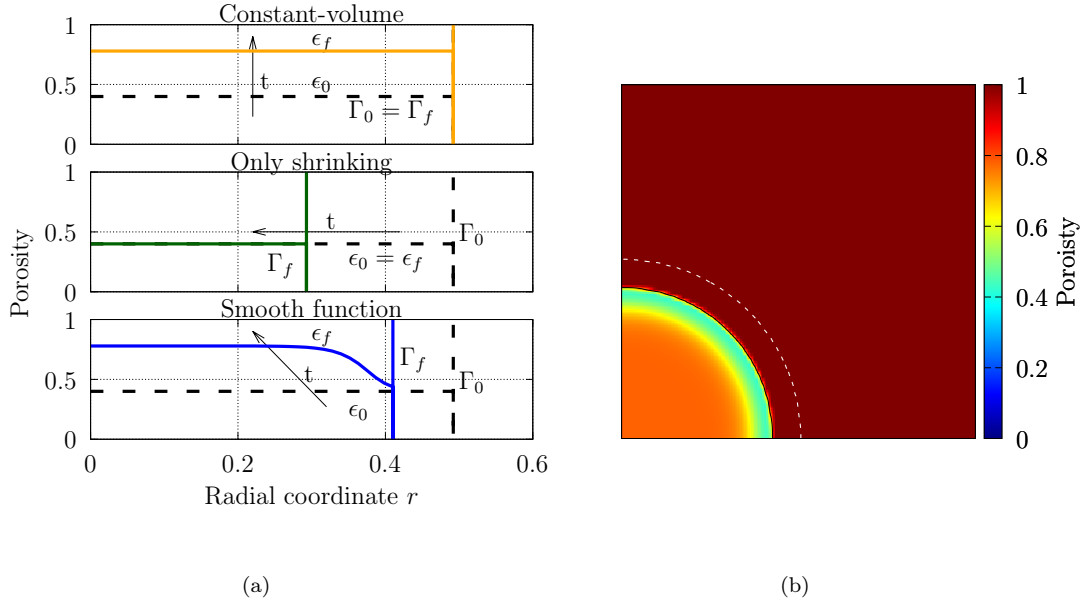 Constant-volume
1
0.5
0
ϵf
t
ϵ0
Γ0 = Γf
Only shrinking
1
0.5
0
t
Γ0
Γf
ϵ0 = ϵf
Porosity
Smooth function
1
0.5
0
ϵf
Γf
t
Γ0
ϵ0
0
0.2
0.4
0.6
Radial coordinate r
(a)
1
0.8
0.6
0.4
0.2
0
Poroisty
(b)